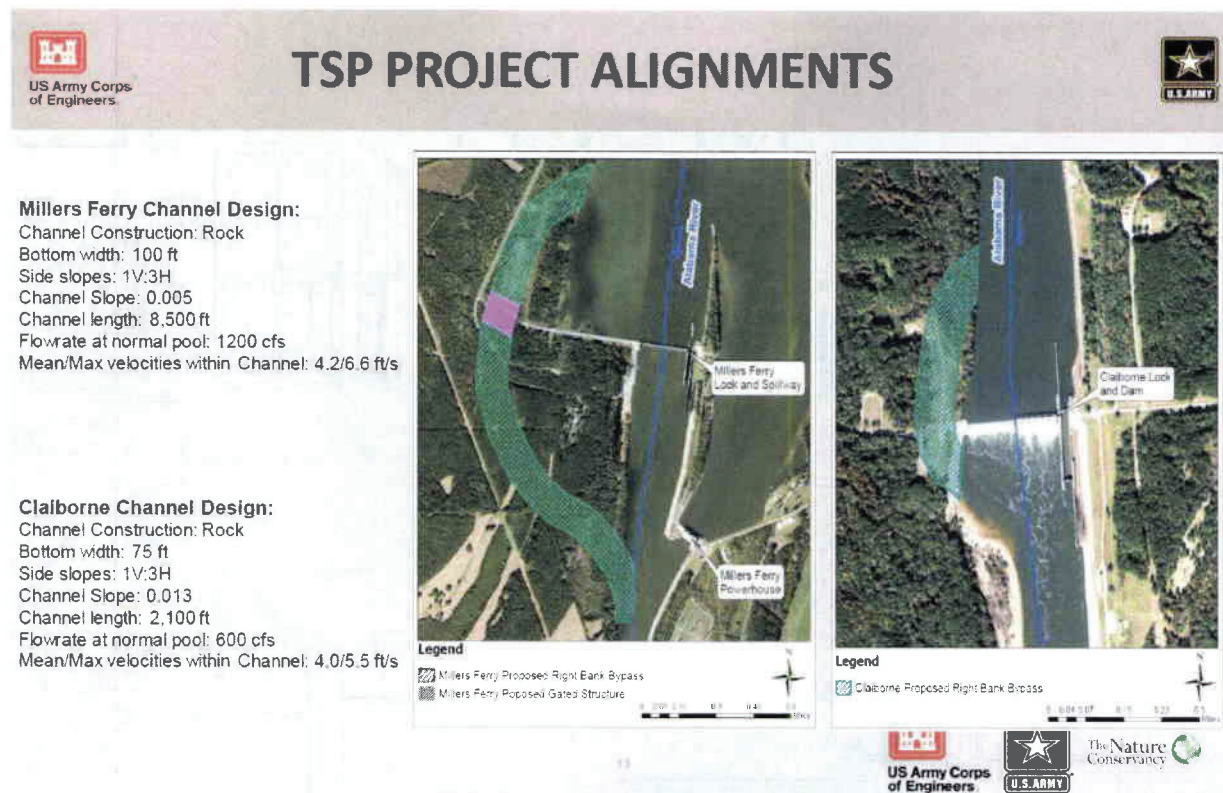 US Army Corps
of Engineers
TSP PROJECT ALIGNMENTS
U.S.ARMY
Millers Ferry Channel Design:
Channel Construction: Rock
Bottom width: 100 ft
Side slopes: 1V:3H
Channel Slope: 0.005
Channel length: 8,500 ft
Flowrate at normal pool: 1200 cfs
Mean/Max velocities within Channel: 4.2/6.6 ft/s
Claiborne Channel Design:
Channel Construction: Rock
Bottom width: 75 ft
Side slopes: 1V:3H
Channel Slope: 0.013
Channel length: 2,100 ft
Flowrate at normal pool: 600 cfs
Mean/Max velocities within Channel: 4.0/5.5 ft/s
Alabama River
Millers Ferry
Lock and Spillway
Millers Ferry
Powerhouse
Legend
Millers Ferry Proposed Right Bank Bypass
Millers Ferry Poposed Gated Structure
N
Alabama River
Claiborne Lock
and Dam
Legend
Claiborne Proposed Right Bank Bypass
N
13
US Army Corps
of Engineers
U.S.ARMY
The Nature
Conservancy